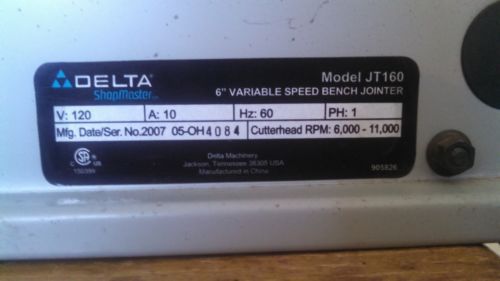 DELTA
ShopMaster
Model JT160
6" VARIABLE SPEED BENCH JOINTER
V: 120 A: 10 Hz: 60 PH: 1
Mfg. Date/Ser. No. 2007 05-OH4084 Cutterhead RPM: 6,000 - 11,000
Delta Machinery
Jackson, Tennessee 38305 USA
Manufactured in China
150399
905826